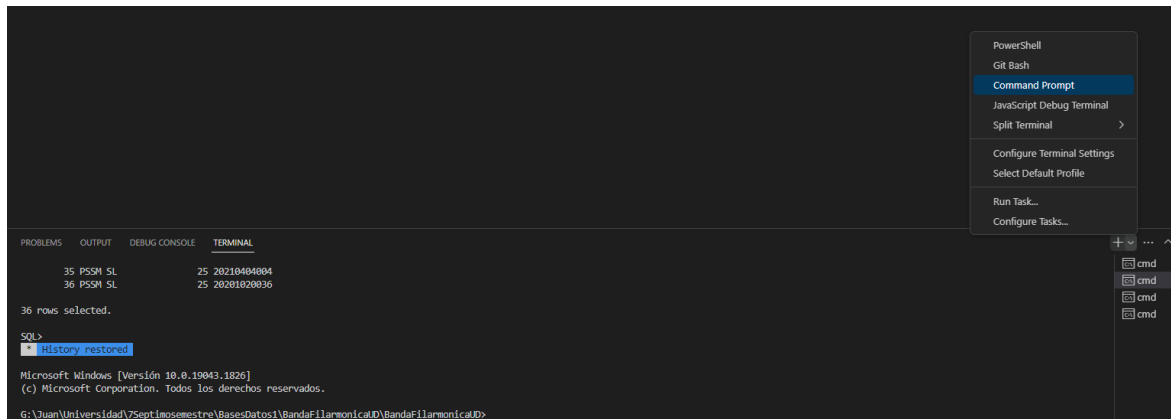 PowerShell
Git Bash
Command Prompt
JavaScript Debug Terminal
Split Terminal
Configure Terminal Settings
Select Default Profile
Run Task...
Configure Tasks...
PROBLEMS OUTPUT DEBUG CONSOLE TERMINAL
35 PSSM SL 25 20210404004
36 PSSM SL 25 20201020036
36 rows selected.
SQL>
* History restored
Microsoft Windows [Versión 10.0.19043.1826]
(c) Microsoft Corporation. Todos los derechos reservados.
G:\Juan\Universidad\7Septimosemestre\BasesDatos1\BandaFilarmonicaUD\BandaFilarmonicaUD>
cmd
cmd
cmd
cmd